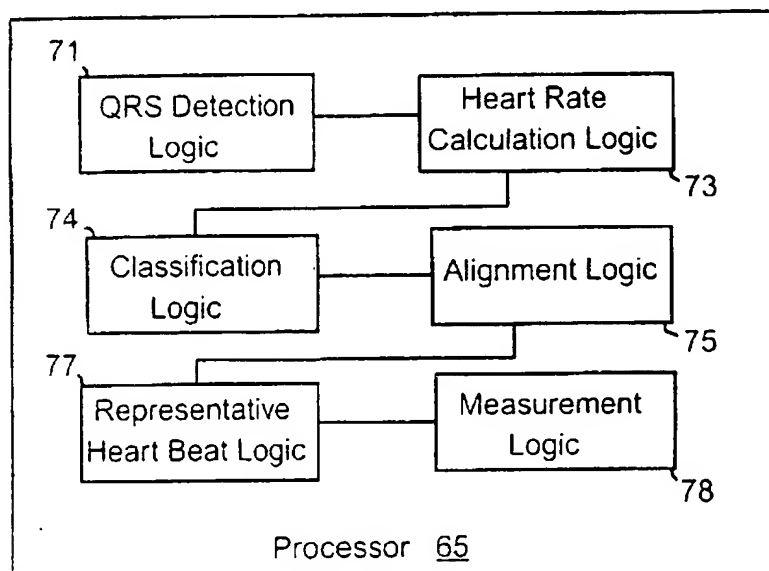 71
QRS Detection
Logic
Heart Rate
Calculation Logic
73
74
Classification
Logic
Alignment Logic
75
77
Representative
Heart Beat Logic
Measurement
Logic
78
Processor 65